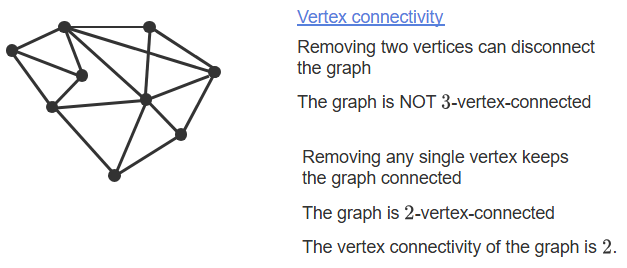 Vertex connectivity
Removing two vertices can disconnect
the graph
The graph is NOT 3-vertex-connected
Removing any single vertex keeps
the graph connected
The graph is 2-vertex-connected
The vertex connectivity of the graph is 2.